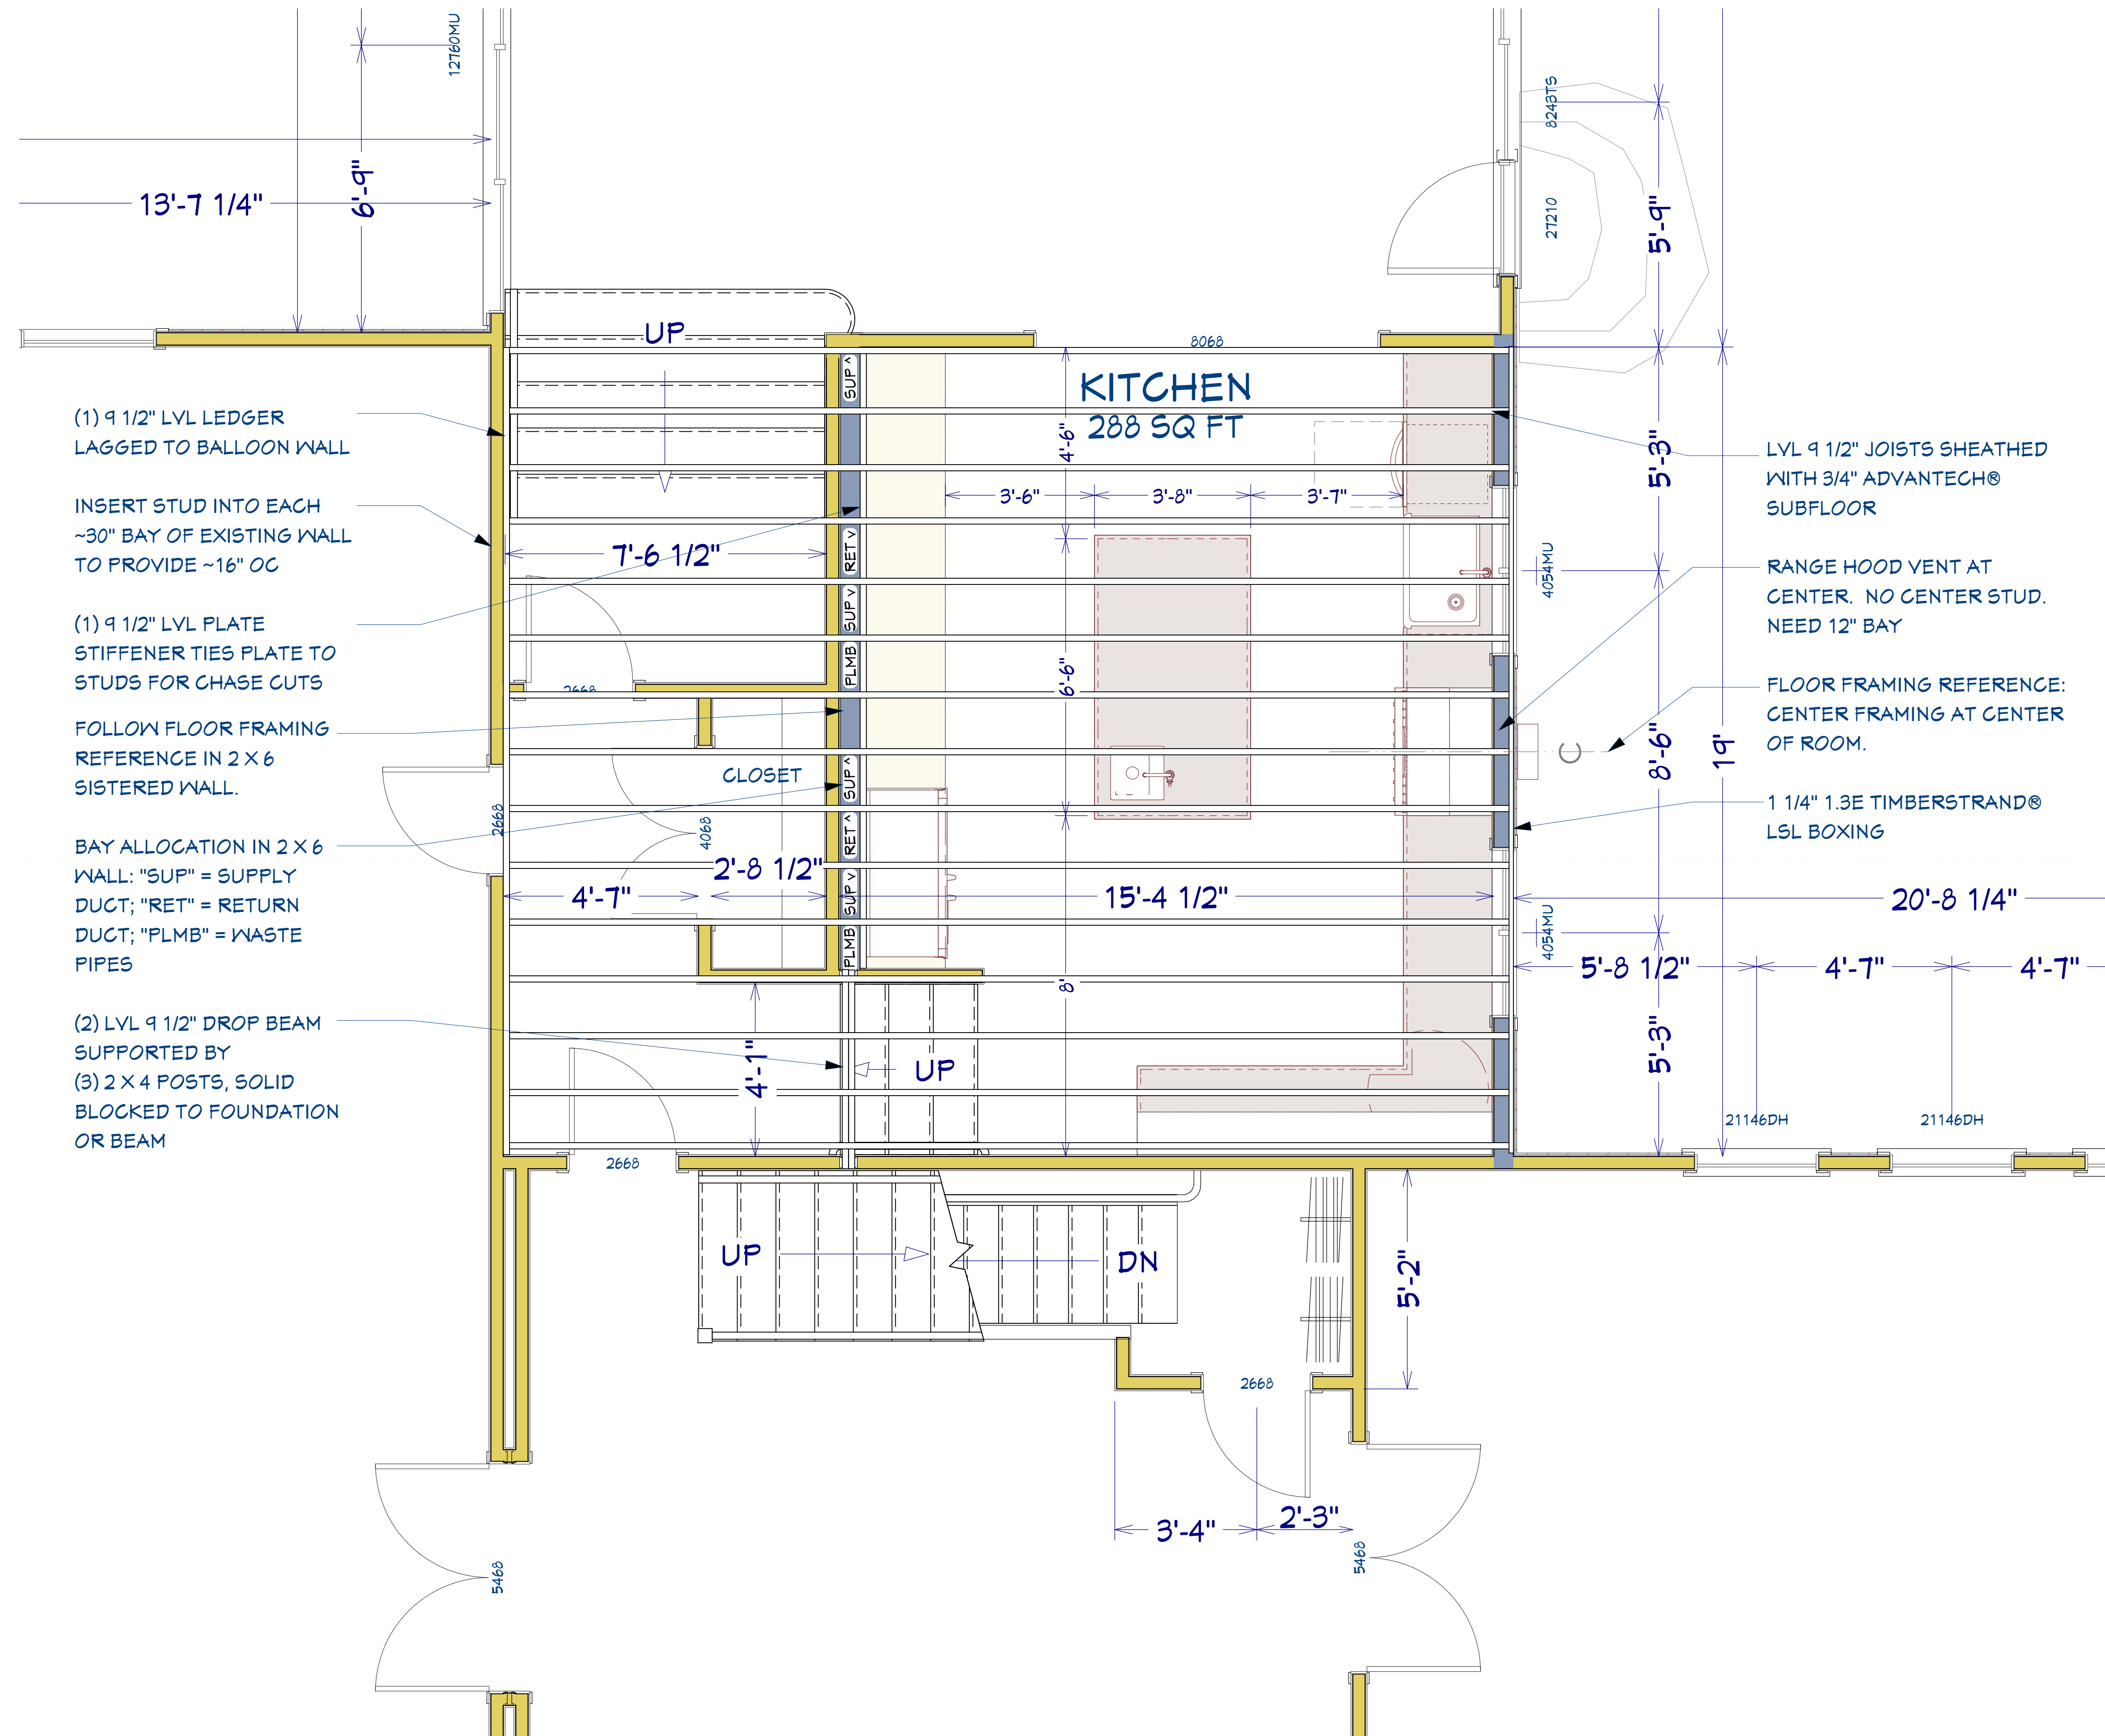 12760MU
8243TS
13'-7 1/4"
6'-9"
27210
5'-9"
UP
8068
SUP ^
KITCHEN
288 SQ FT
4'-6"
(1) 9 1/2" LVL LEDGER
LAGGED TO BALLOON WALL
INSERT STUD INTO EACH
~30" BAY OF EXISTING WALL
TO PROVIDE ~16" OC
(1) 9 1/2" LVL PLATE
STIFFENER TIES PLATE TO
STUDS FOR CHASE CUTS
FOLLOW FLOOR FRAMING
REFERENCE IN 2 X 6
SISTERED WALL.
BAY ALLOCATION IN 2 X 6
WALL: "SUP" = SUPPLY
DUCT; "RET" = RETURN
DUCT; "PLMB" = WASTE
PIPES
(2) LVL 9 1/2" DROP BEAM
SUPPORTED BY
(3) 2 X 4 POSTS, SOLID
BLOCKED TO FOUNDATION
OR BEAM
LVL 9 1/2" JOISTS SHEATHED
WITH 3/4" ADVANTECH®
SUBFLOOR
RANGE HOOD VENT AT
CENTER. NO CENTER STUD.
NEED 12" BAY
FLOOR FRAMING REFERENCE:
CENTER FRAMING AT CENTER
OF ROOM.
1 1/4" 1.3E TIMBERSTRAND®
LSL BOXING
5'-3"
3'-6"
3'-8"
3'-7"
7'-6 1/2"
RET v
SUP v
PLMB
4054MU
6'-6"
2668
8'-6"
19'
C
CLOSET
SUP ^
2668
4068
RET ^
2'-8 1/2"
SUP v
4'-7"
15'-4 1/2"
20'-8 1/4"
PLMB
4054MU
5'-8 1/2"
4'-7"
4'-7"
8'
4'-1"
UP
5'-3"
21146DH
21146DH
2668
UP
DN
5'-2"
2668
3'-4"
2'-3"
5468
5468